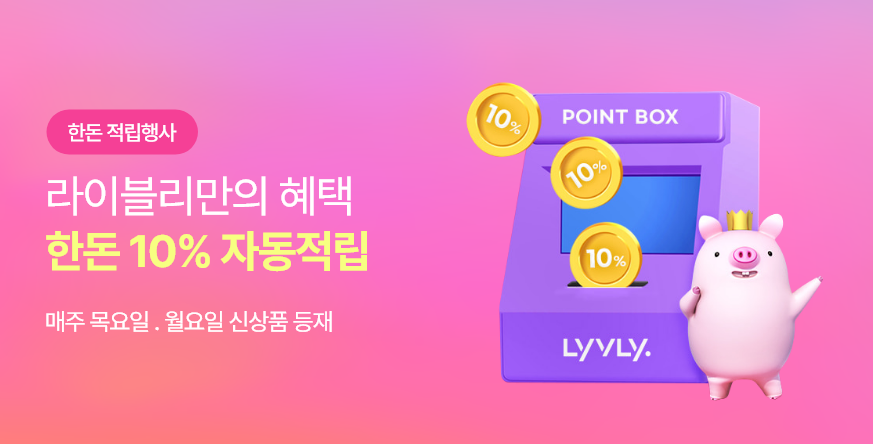 한돈 적립행사
라이블리만의 혜택
한돈 10% 자동적립
매주 목요일 . 월요일 신상품 등재
POINT BOX
10%
10%
10%
LYVLY.